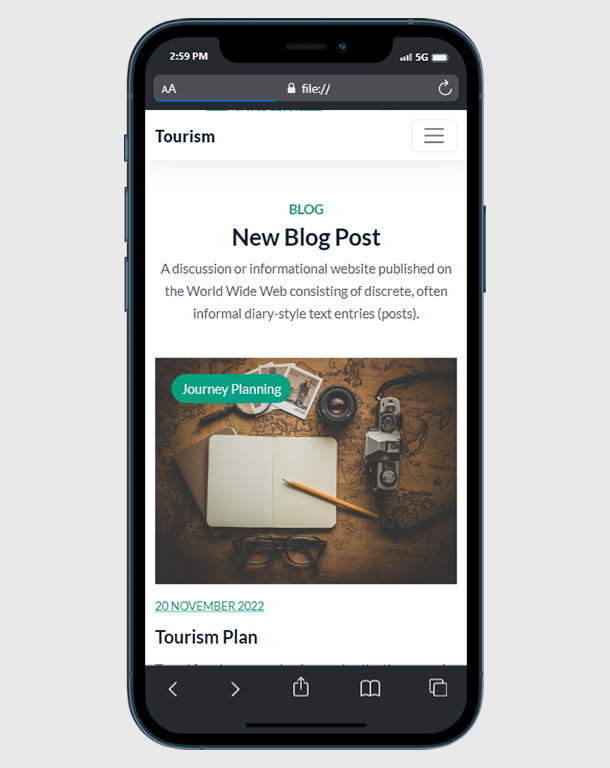 2:59 PM
5G
AA
file://
Tourism
BLOG
New Blog Post
A discussion or informational website published on
the World Wide Web consisting of discrete, often
informal diary-style text entries (posts).
Journey Planning
20 NOVEMBER 2022
Tourism Plan